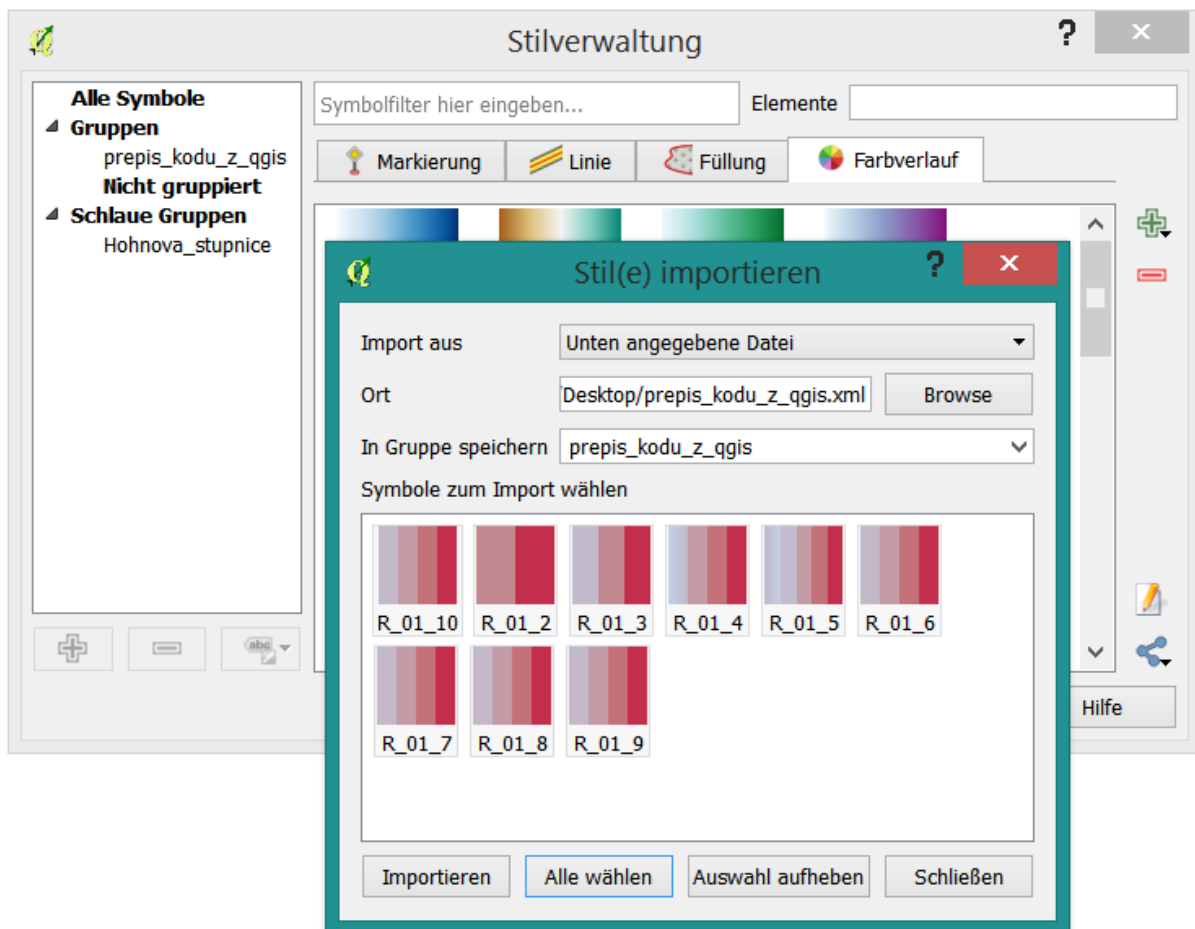 Stilverwaltung
Alle Symbole
Gruppen
prepis_kodu_z_qgis
Nicht gruppiert
Schlaue Gruppen
Hohnova_stupnice
Symbolfilter hier eingeben...
Elemente
Markierung
Linie
Füllung
Farbverlauf
abc
Hilfe
Stil(e) importieren
Import aus
Unten angegebene Datei
Ort
Desktop/prepis_kodu_z_qgis.xml
Browse
In Gruppe speichern
prepis_kodu_z_qgis
Symbole zum Import wählen
R_01_10 R_01_2 R_01_3 R_01_4 R_01_5 R_01_6
R_01_7 R_01_8 R_01_9
Importieren
Alle wählen
Auswahl aufheben
Schließen